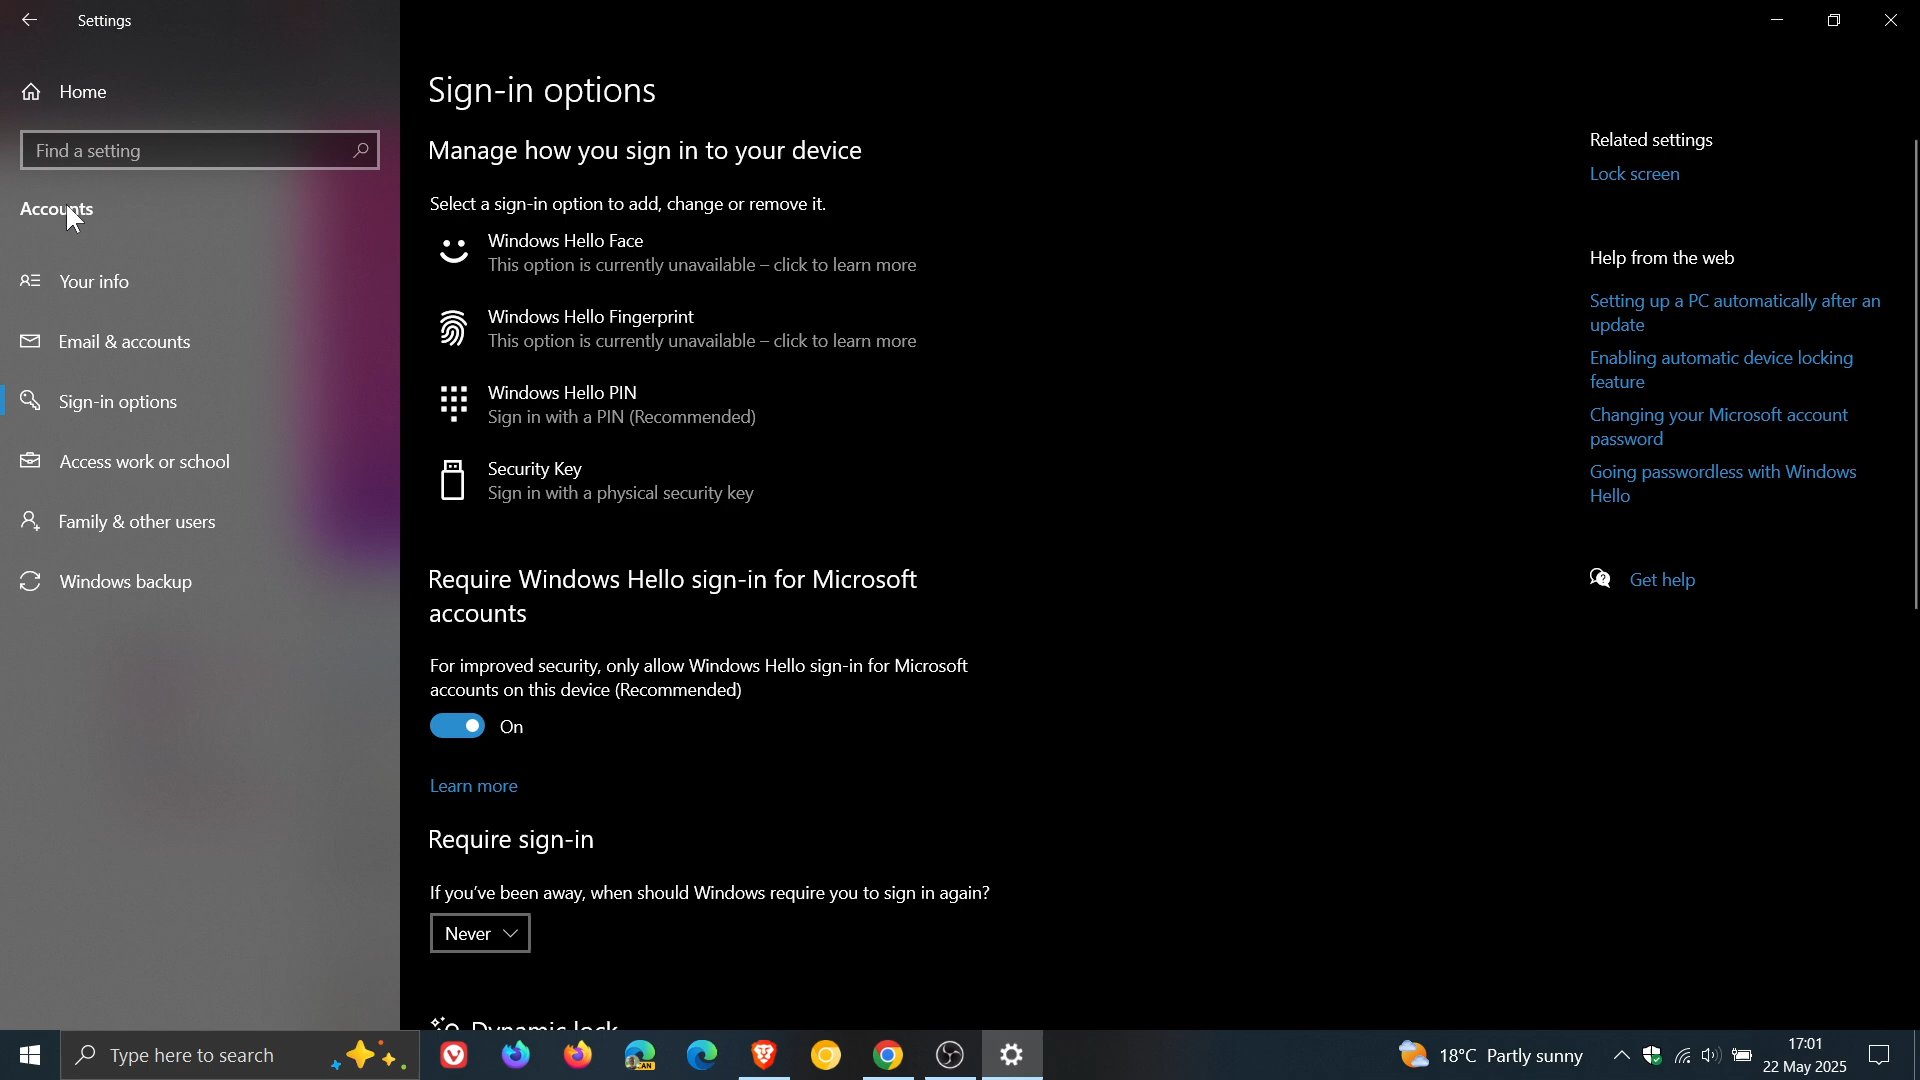 Settings
Home
Find a setting
Accounts
Your info
Email & accounts
Sign-in options
Access work or school
Family & other users
Windows backup
Sign-in options
Manage how you sign in to your device
Select a sign-in option to add, change or remove it.
Windows Hello Face
This option is currently unavailable – click to learn more
Windows Hello Fingerprint
This option is currently unavailable – click to learn more
Windows Hello PIN
Sign in with a PIN (Recommended)
Security Key
Sign in with a physical security key
Require Windows Hello sign-in for Microsoft
accounts
For improved security, only allow Windows Hello sign-in for Microsoft
accounts on this device (Recommended)
On
Learn more
Require sign-in
If you've been away, when should Windows require you to sign in again?
Never
Dynamic lock
Related settings
Lock screen
Help from the web
Setting up a PC automatically after an
update
Enabling automatic device locking
feature
Changing your Microsoft account
password
Going passwordless with Windows
Hello
Get help
Type here to search
CAN
18°C Partly sunny
17:01
22 May 2025